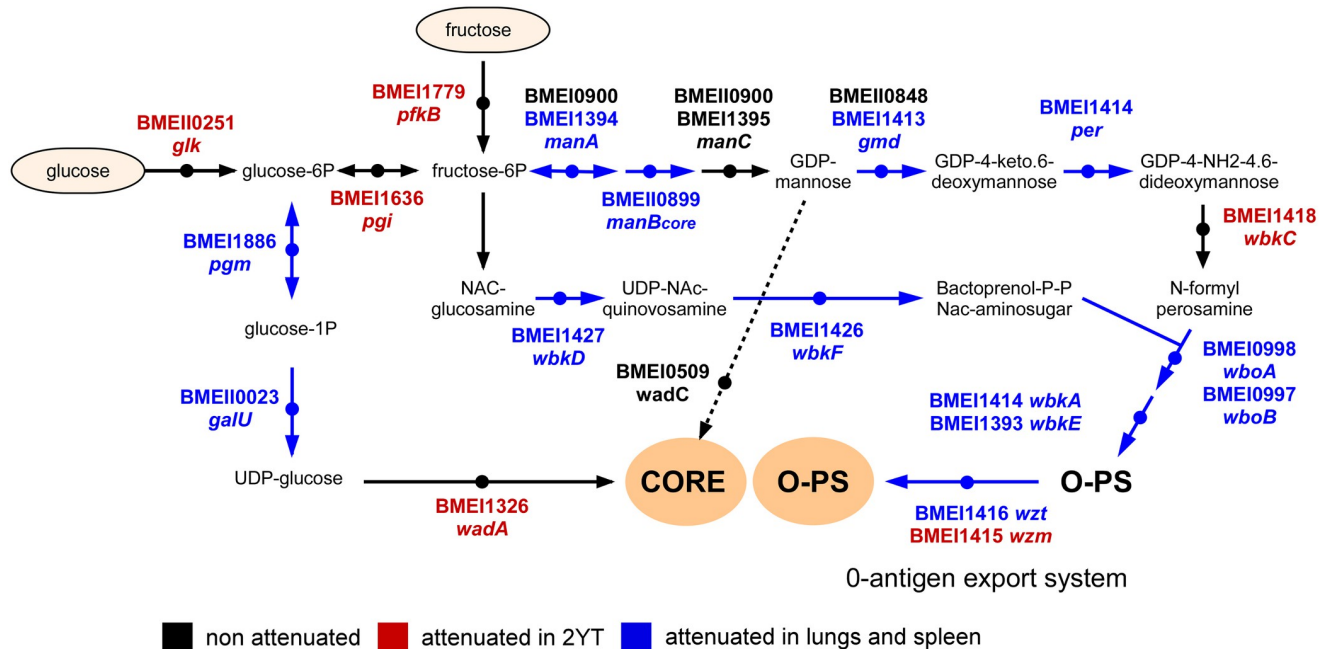 fructose
BMEI1779
pfkB
BMEI0900
BMEI1394
manA
BMEII0900
BMEI1395
manC
BMEII0848
BMEI1413
gmd
BMEI1414
per
BMEII0251
glk
glucose
glucose-6P
fructose-6P
GDP-
mannose
GDP-4-keto.6-
deoxymannose
GDP-4-NH2-4.6-
dideoxymannose
BMEI1636
pgi
BMEII0899
manBcore
BMEI1418
wbkC
BMEI1886
pgm
NAC-
glucosamine
UDP-NAc-
quinovosamine
Bactoprenol-P-P
Nac-aminosugar
N-formyl
perosamine
glucose-1P
BMEI1427
wbkD
BMEI1426
wbkF
BMEI0998
wboA
BMEI0997
wboB
BMEI0509
wadC
BMEII0023
galU
BMEI1414 wbkA
BMEI1393 wbkE
UDP-glucose
CORE
O-PS
O-PS
BMEI1326
wadA
BMEI1416 wzt
BMEI1415 wzm
0-antigen export system
non attenuated
attenuated in 2YT
attenuated in lungs and spleen